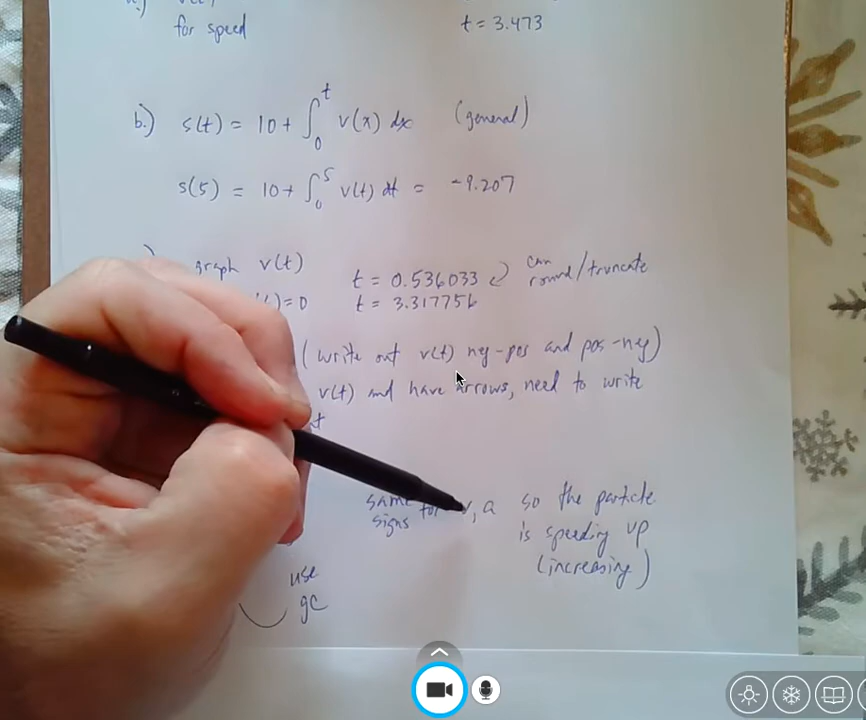 for speed
t = 3.473
b.) s(t) = 10 + ∫₀ᵗ v(x) dx (general)
s(5) = 10 + ∫₀⁵ v(t) dt = -9.207
graph v(t)
t = 0.536033
can round/truncate
(t) = 0
t = 3.317756
(write out v(t) neg-pos and pos-neg)
v(t) and have arrows, need to write
same signs for v, a
so the particle
is speeding up
(increasing)
use
gc